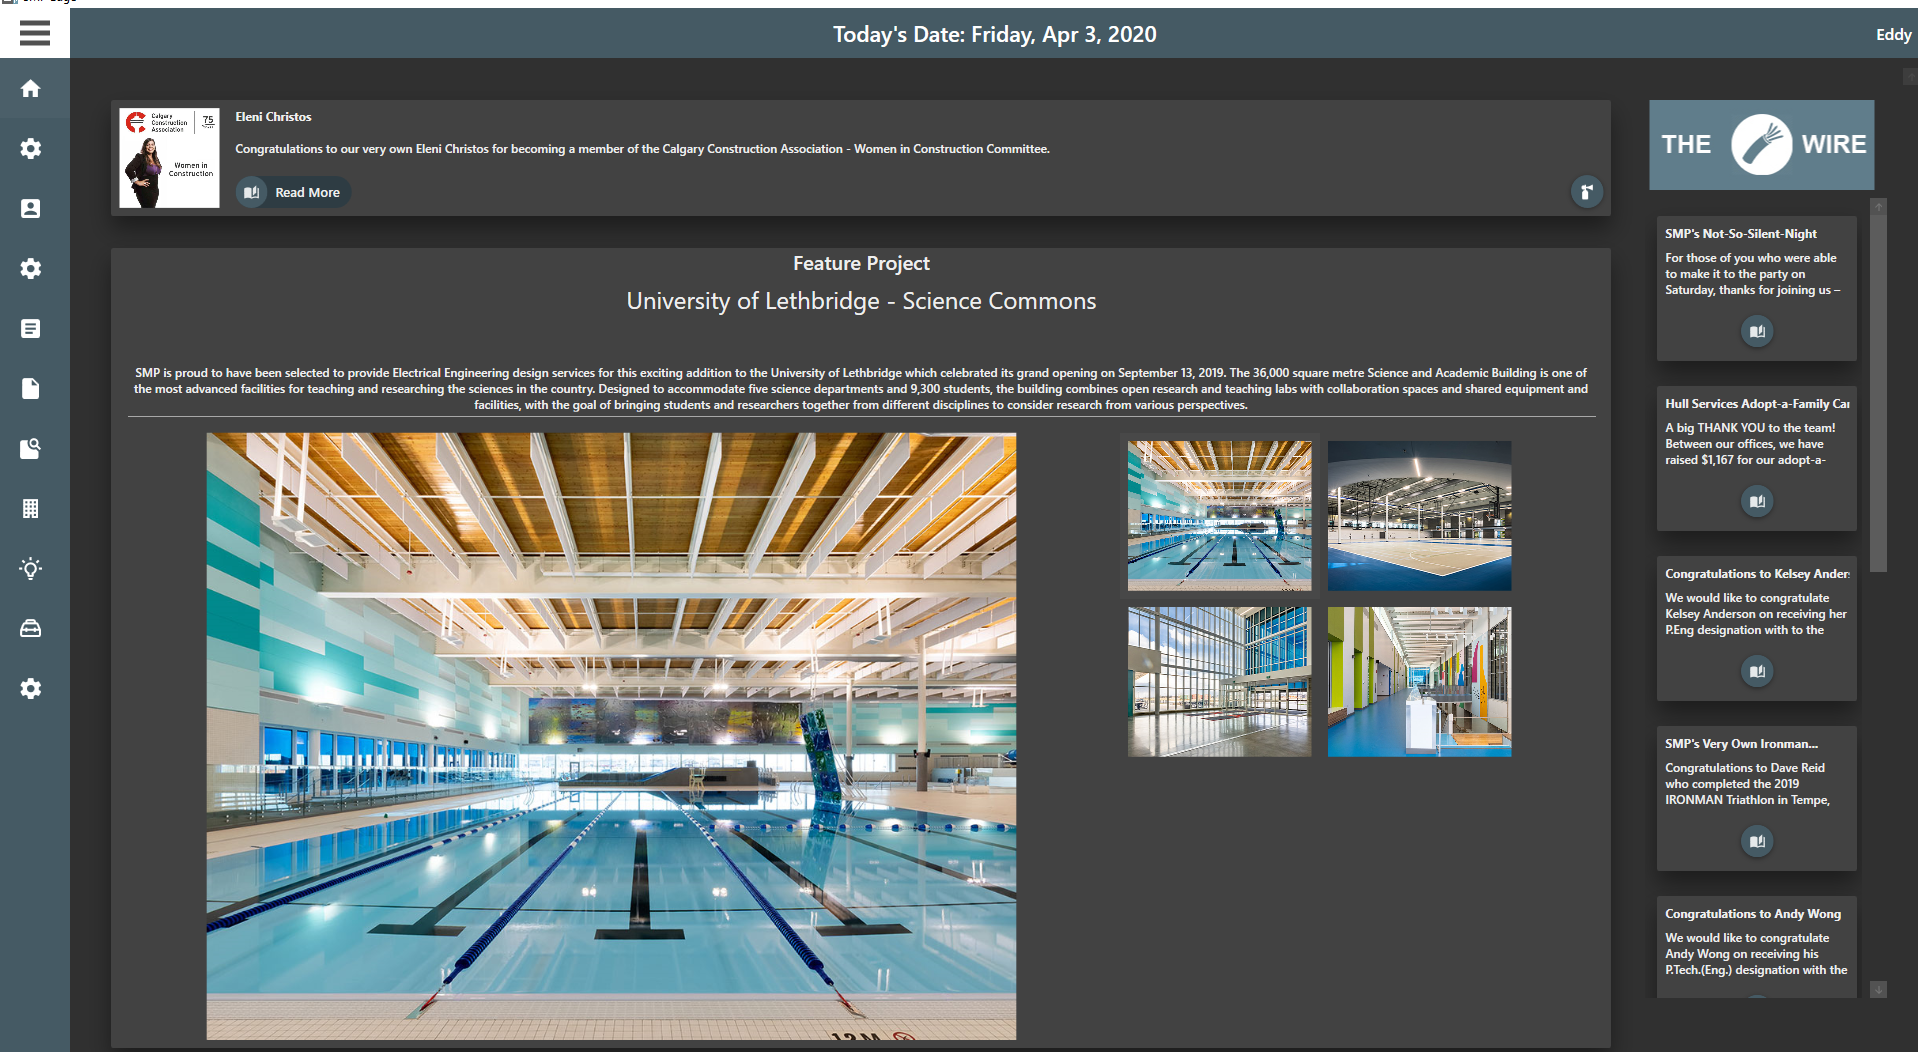 Today's Date: Friday, Apr 3, 2020
Eddy
Calgary
Construction
Association
75
Women in
Construction
Eleni Christos
Congratulations to our very own Eleni Christos for becoming a member of the Calgary Construction Association - Women in Construction Committee.
Read More
Feature Project
University of Lethbridge - Science Commons
SMP is proud to have been selected to provide Electrical Engineering design services for this exciting addition to the University of Lethbridge which celebrated its grand opening on September 13, 2019. The 36,000 square metre Science and Academic Building is one of
the most advanced facilities for teaching and researching the sciences in the country. Designed to accommodate five science departments and 9,300 students, the building combines open research and teaching labs with collaboration spaces and shared equipment and
facilities, with the goal of bringing students and researchers together from different disciplines to consider research from various perspectives.
THE WIRE
SMP's Not-So-Silent-Night
For those of you who were able
to make it to the party on
Saturday, thanks for joining us –
Hull Services Adopt-a-Family Car
A big THANK YOU to the team!
Between our offices, we have
raised $1,167 for our adopt-a-
Congratulations to Kelsey Ander
We would like to congratulate
Kelsey Anderson on receiving her
P.Eng designation with to the
SMP's Very Own Ironman...
Congratulations to Dave Reid
who completed the 2019
IRONMAN Triathlon in Tempe,
Congratulations to Andy Wong
We would like to congratulate
Andy Wong on receiving his
P.Tech.(Eng.) designation with the